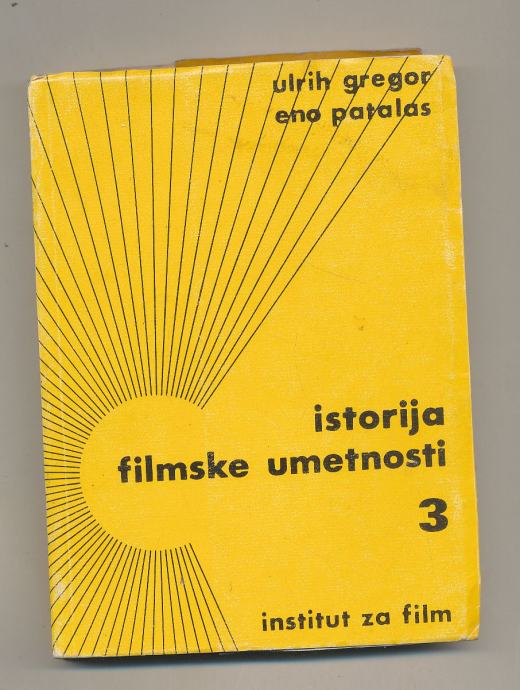 ulrih gregor
eno patalas
istorija
filmske umetnosti
3
institut za film